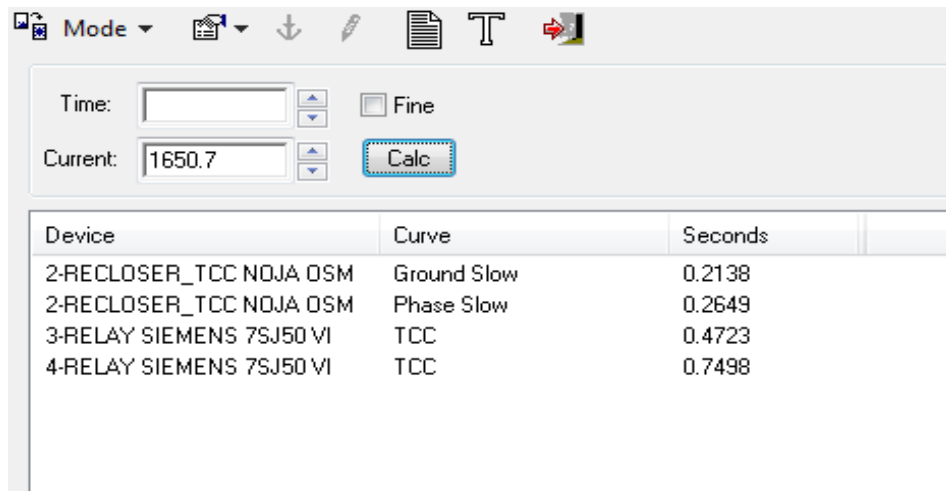 Mode
T
Time:
Fine
Current: 1650.7 Calc
Device Curve Seconds
2-RECLOSER_TCC NOJA OSM Ground Slow 0.2138
2-RECLOSER_TCC NOJA OSM Phase Slow 0.2649
3-RELAY SIEMENS 7SJ50 VI TCC 0.4723
4-RELAY SIEMENS 7SJ50 VI TCC 0.7498